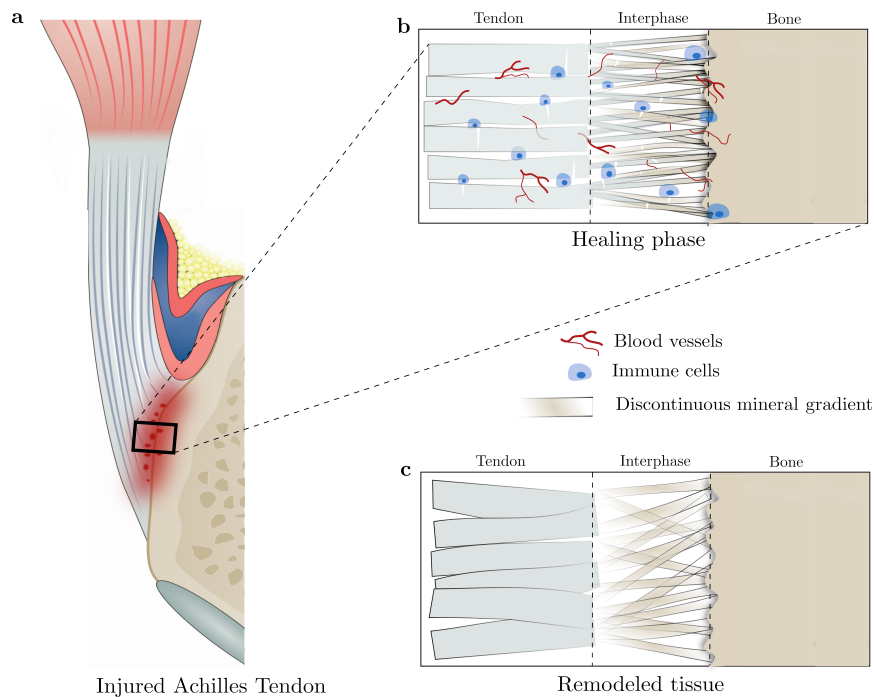 a
Injured Achilles Tendon
b
Tendon Interphase Bone
Healing phase
Blood vessels
Immune cells
Discontinuous mineral gradient
c
Tendon Interphase Bone
Remodeled tissue